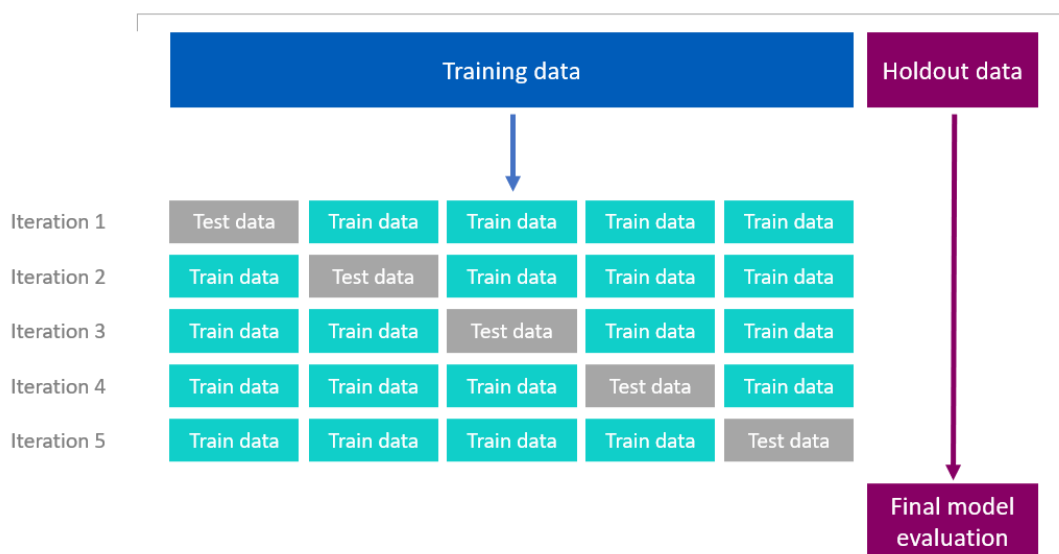 Training data
Holdout data
Iteration 1
Test data
Train data
Train data
Train data
Train data
Iteration 2
Train data
Test data
Train data
Train data
Train data
Iteration 3
Train data
Train data
Test data
Train data
Train data
Iteration 4
Train data
Train data
Train data
Test data
Train data
Iteration 5
Train data
Train data
Train data
Train data
Test data
Final model
evaluation